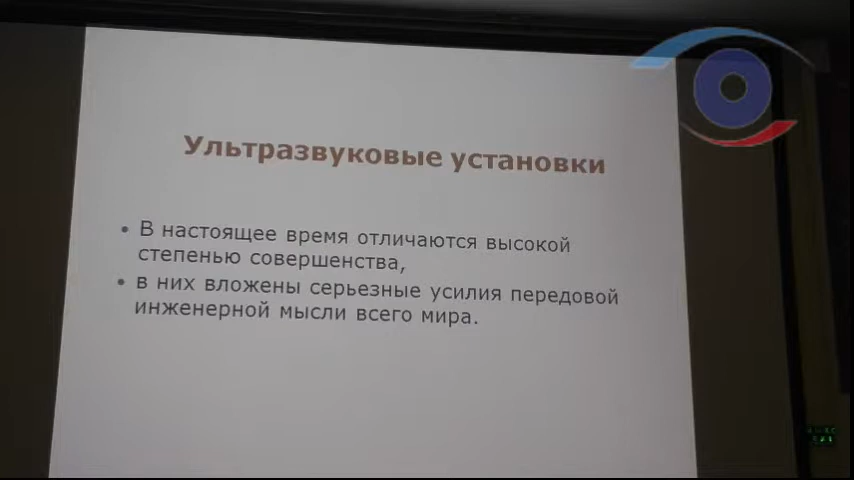 Ультразвуковые установки
• В настоящее время отличаются высокой
степенью совершенства,
• в них вложены серьезные усилия передовой
инженерной мысли всего мира.